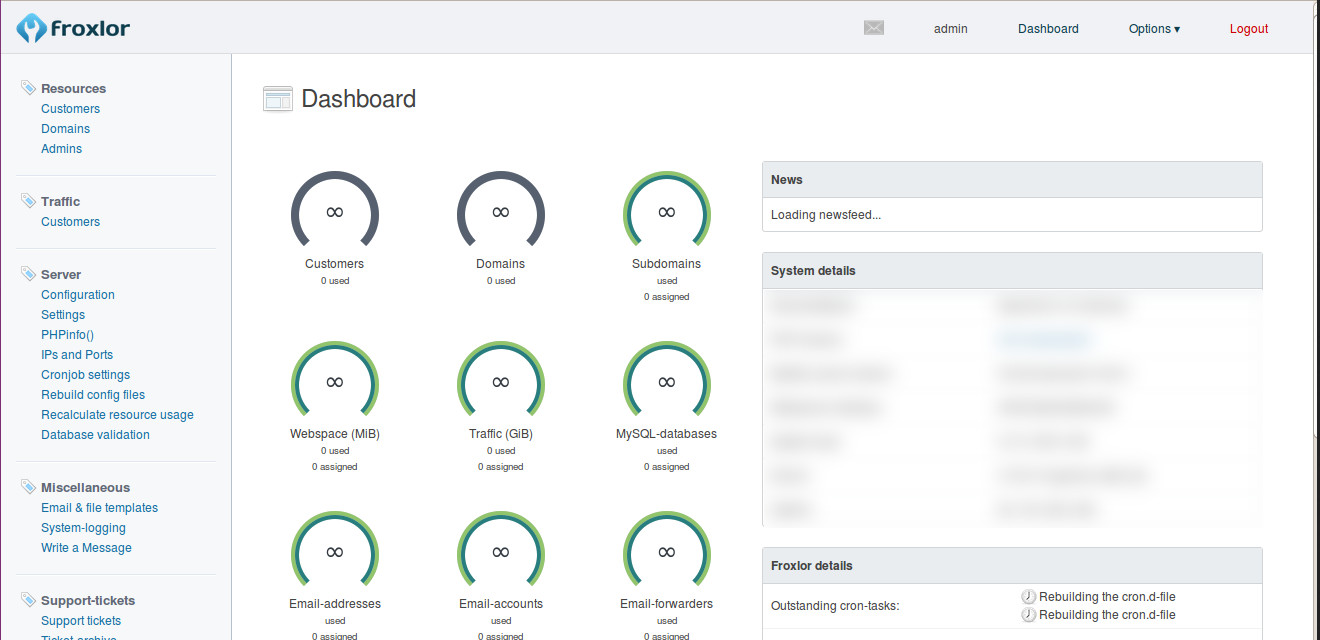 froxlor
admin Dashboard Options ▾ Logout
Resources
Customers
Domains
Admins
Traffic
Customers
Server
Configuration
Settings
PHPinfo()
IPs and Ports
Cronjob settings
Rebuild config files
Recalculate resource usage
Database validation
Miscellaneous
Email & file templates
System-logging
Write a Message
Support-tickets
Support tickets
Ticket-archive
Dashboard
∞ ∞ ∞
Customers Domains Subdomains
0 used 0 used used
0 assigned
∞ ∞ ∞
Webspace (MiB) Traffic (GiB) MySQL-databases
0 used 0 used used
0 assigned 0 assigned 0 assigned
∞ ∞ ∞
Email-addresses Email-accounts Email-forwarders
used used used
0 assigned 0 assigned 0 assigned
News
Loading newsfeed...
System details
Froxlor details
Outstanding cron-tasks:
Rebuilding the cron.d-file
Rebuilding the cron.d-file